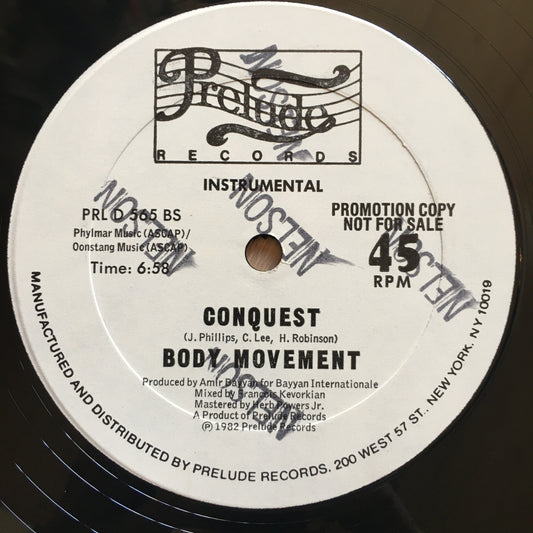 Prelude
RECORDS
INSTRUMENTAL
PRL D 565 BS
Phylmar Music (ASCAP)/
Oonstang Music (ASCAP)
Time: 6:58
PROMOTION COPY
NOT FOR SALE
45
RPM
NELSON
NELSON
NELSON
NELSON
NELSON
NELSON
CONQUEST
(J. Phillips, C. Lee, H. Robinson)
BODY MOVEMENT
Produced by Amir Bayyan for Bayyan Internationale
Mixed by Francois Kevorkian
Mastered by Herb Powers Jr.
A Product of Prelude Records
℗ 1982 Prelude Records
MANUFACTURED AND DISTRIBUTED BY PRELUDE RECORDS, 200 WEST 57 ST., NEW YORK, NY 10019